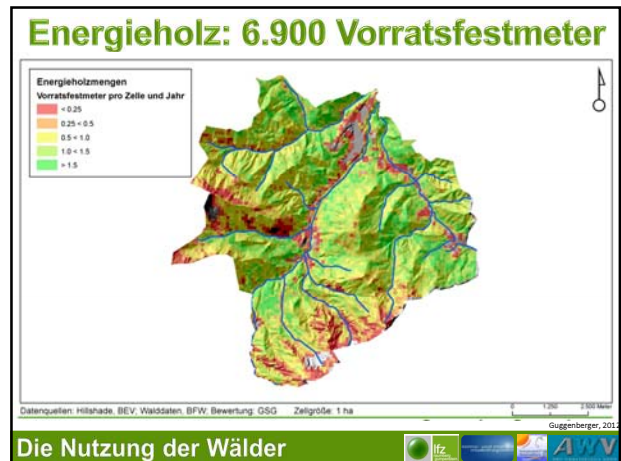 Energieholz: 6.900 Vorratsfestmeter
Energieholzmengen
Vorratsfestmeter pro Zelle und Jahr
< 0.25
0.25 < 0.5
0.5 < 1.0
1.0 < 1.5
> 1.5
Datenquellen: Hillshade, BEV; Walddaten, BFW; Bewertung: GSG Zellgröße: 1 ha
0 1.250 2.500 Meter
Guggenberger, 2012
Die Nutzung der Wälder
lfz
AWV